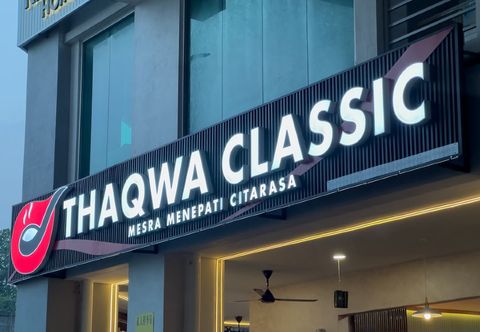 THAQWA CLASSIC
MESRA MENEPATI CITARASA